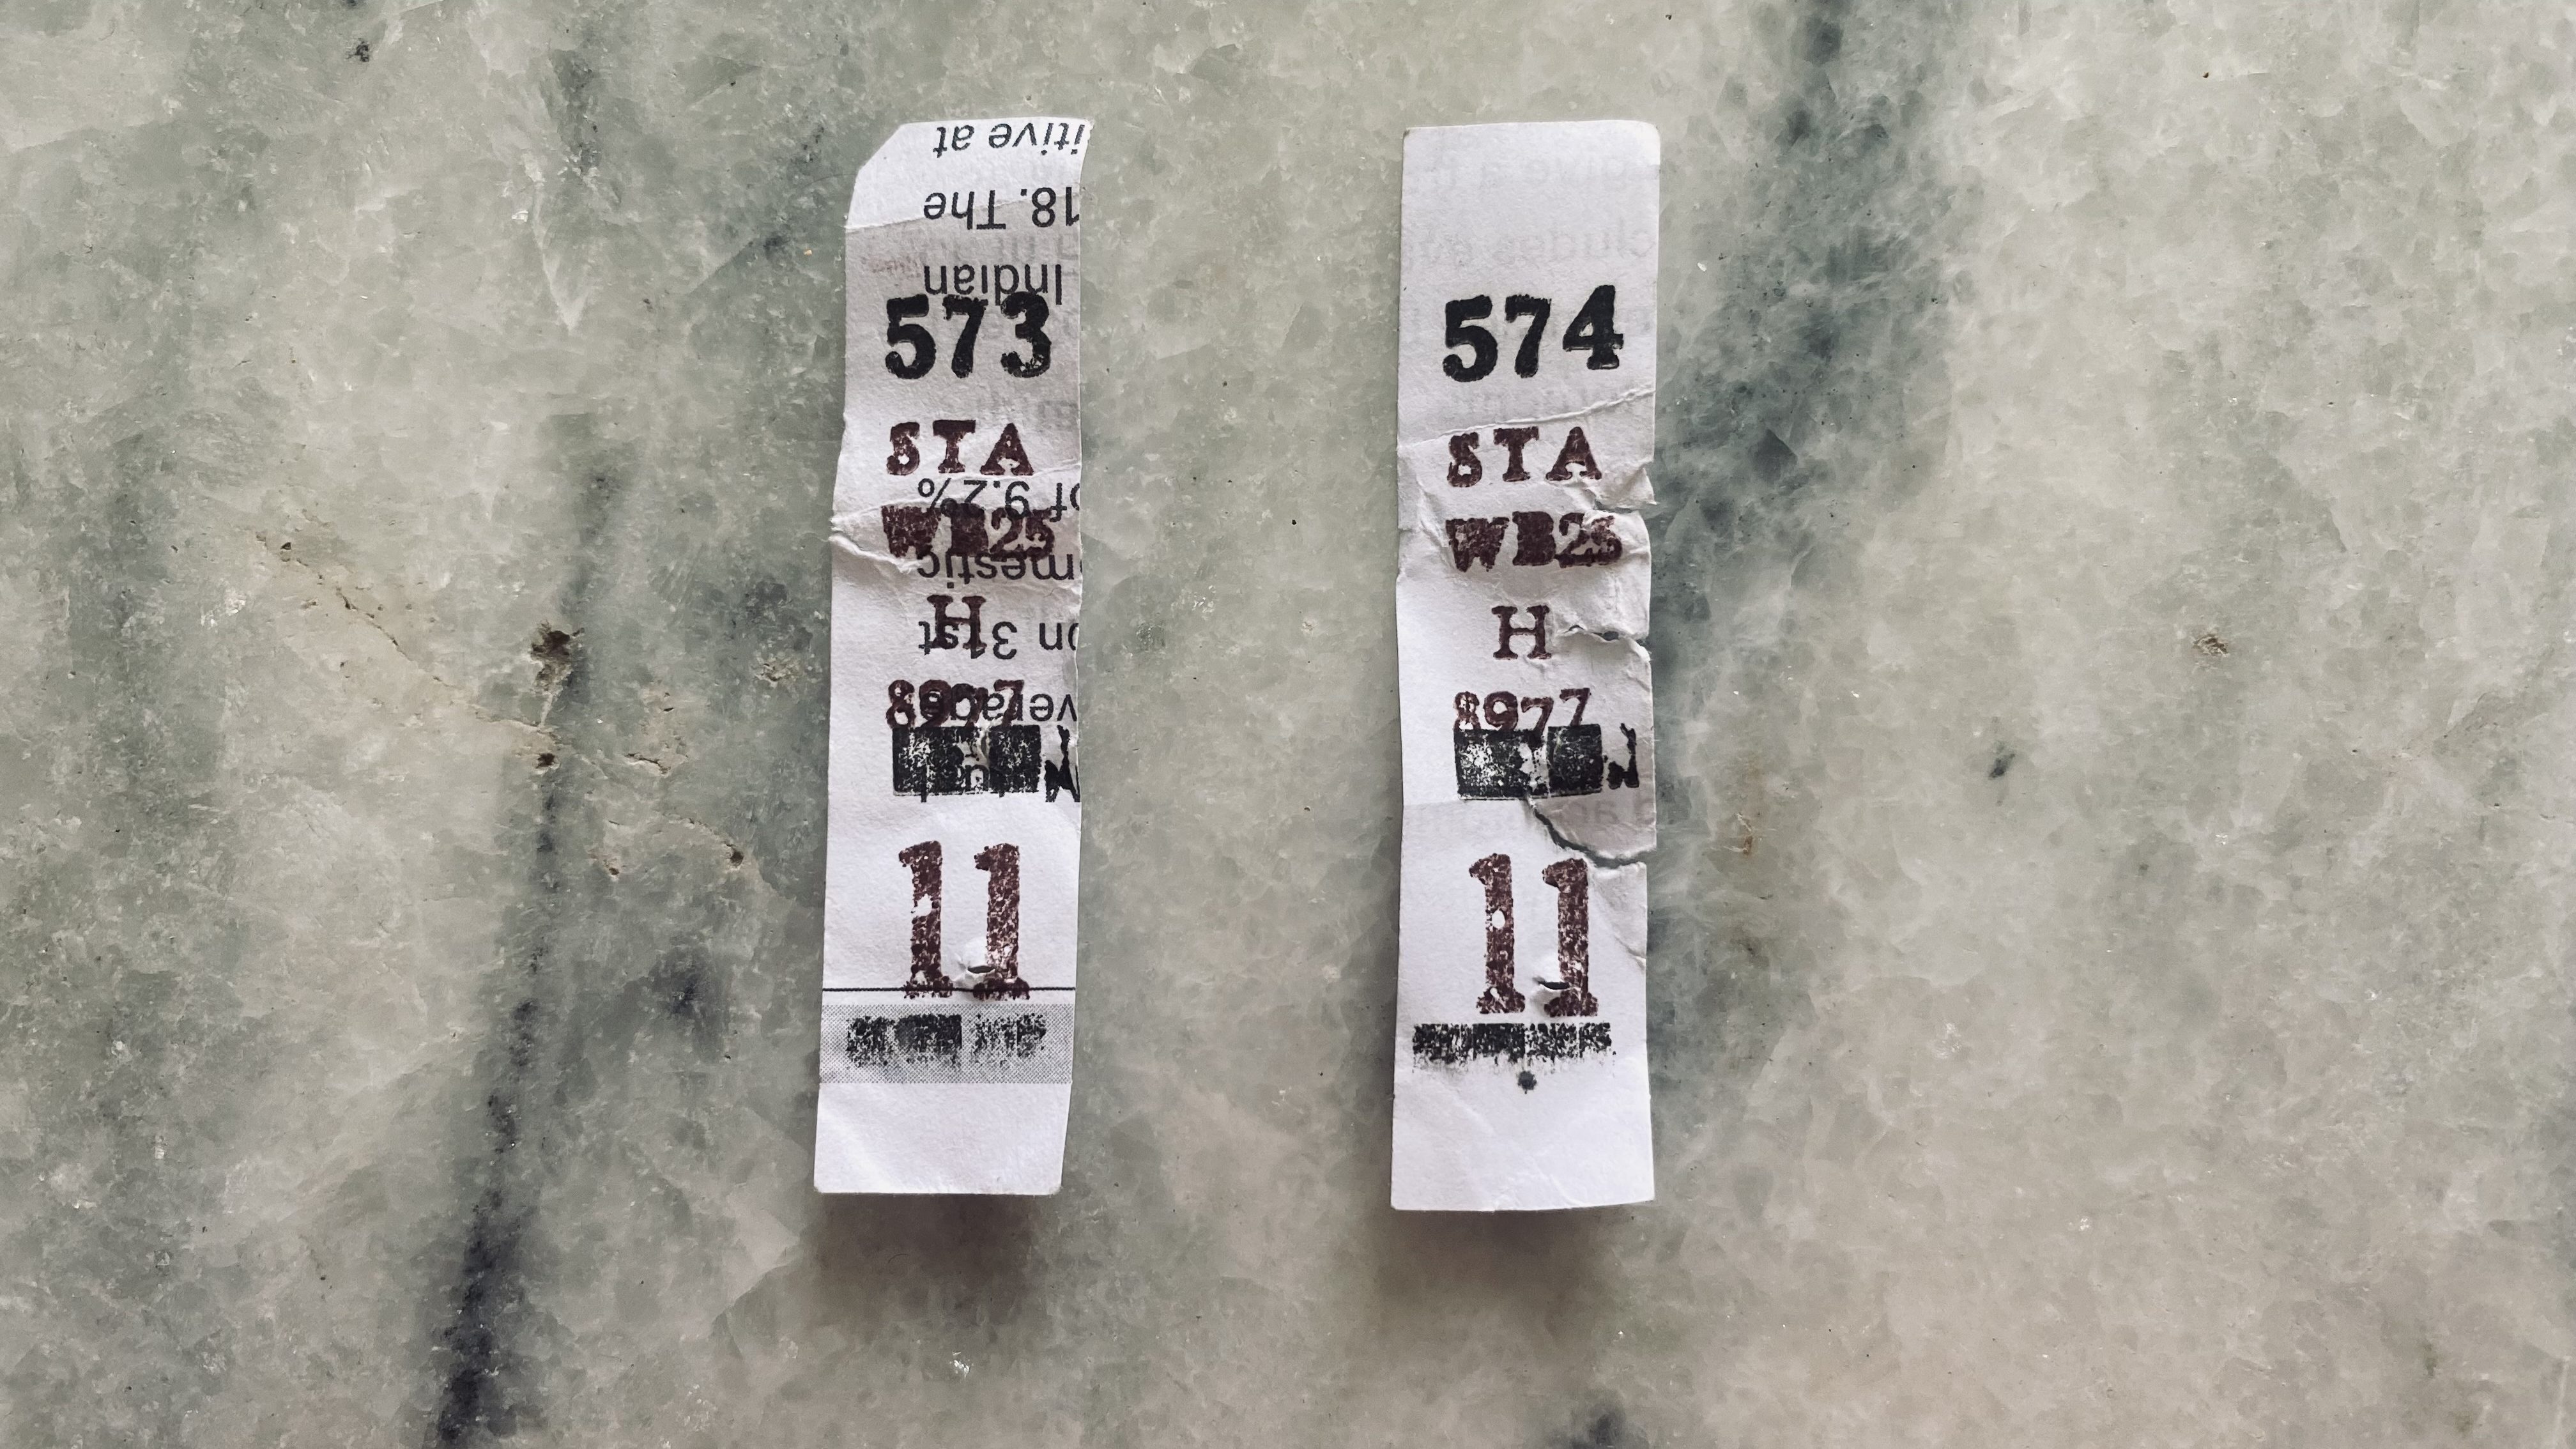 itive at
18. The
Indian
573
STA
of 9.2%
WB25
mestic
H
on 31st
8977
verage
11
574
STA
WB25
H
8977
11